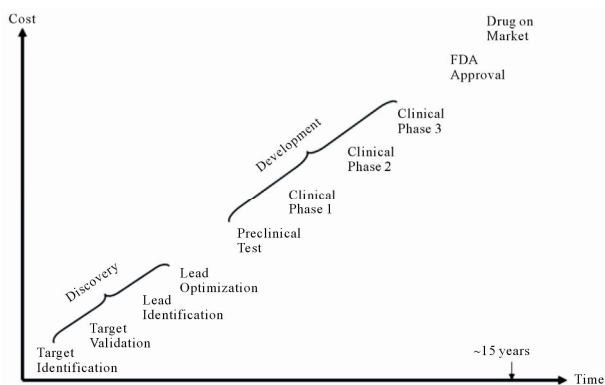 Cost
Drug on
Market
FDA
Approval
Clinical
Phase 3
Development
Clinical
Phase 2
Clinical
Phase 1
Preclinical
Test
Discovery
Lead
Optimization
Lead
Identification
Target
Validation
Target
Identification
~15 years
Time